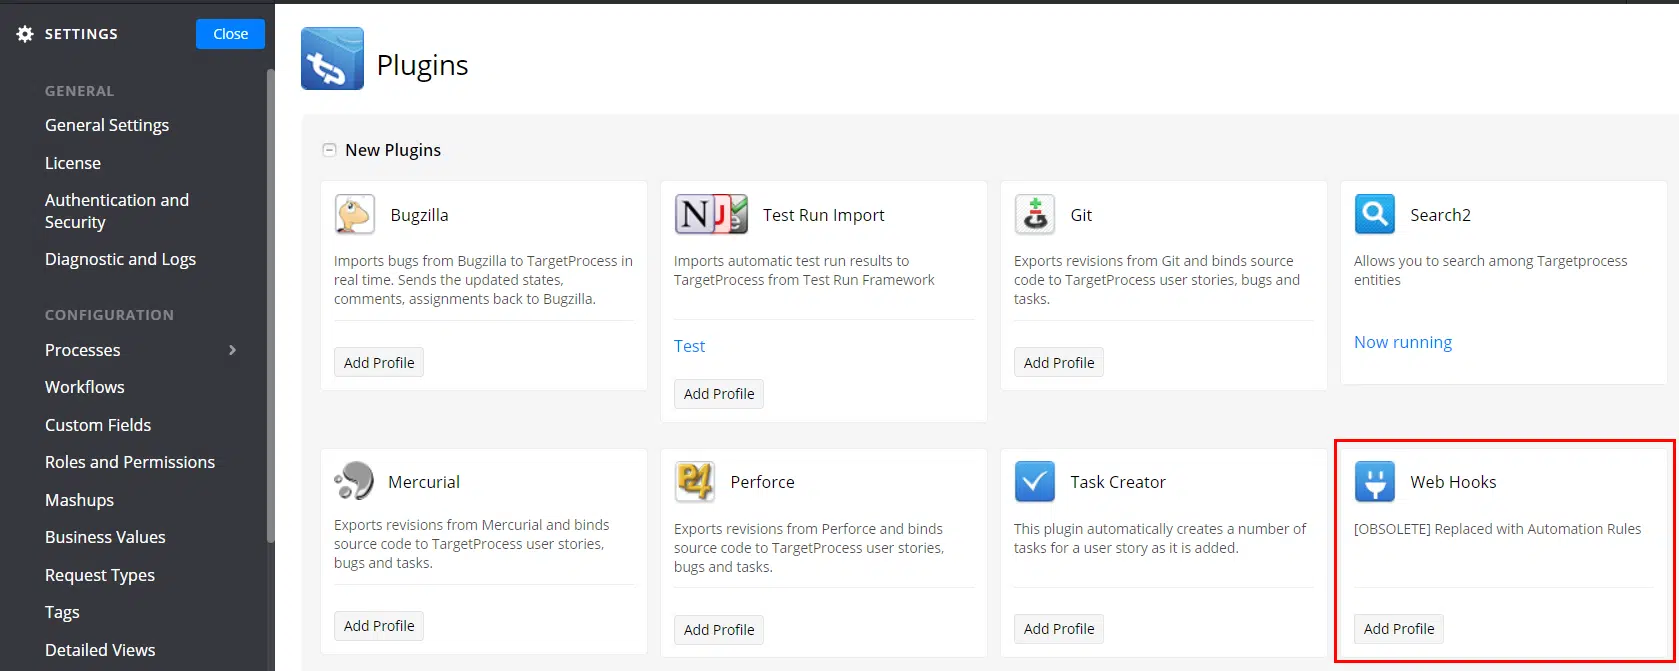 SETTINGS
Close
GENERAL
General Settings
License
Authentication and
Security
Diagnostic and Logs
CONFIGURATION
Processes
Workflows
Custom Fields
Roles and Permissions
Mashups
Business Values
Request Types
Tags
Detailed Views
tp
Plugins
New Plugins
Bugzilla
Imports bugs from Bugzilla to TargetProcess in
real time. Sends the updated states,
comments, assignments back to Bugzilla.
Add Profile
N J e
Test Run Import
Imports automatic test run results to
TargetProcess from Test Run Framework
Test
Add Profile
Git
Exports revisions from Git and binds source
code to TargetProcess user stories, bugs and
tasks.
Add Profile
Search2
Allows you to search among Targetprocess
entities
Now running
Mercurial
Exports revisions from Mercurial and binds
source code to TargetProcess user stories,
bugs and tasks.
Add Profile
P4
Perforce
Exports revisions from Perforce and binds
source code to TargetProcess user stories,
bugs and tasks.
Add Profile
Task Creator
This plugin automatically creates a number of
tasks for a user story as it is added.
Add Profile
Web Hooks
[OBSOLETE] Replaced with Automation Rules
Add Profile